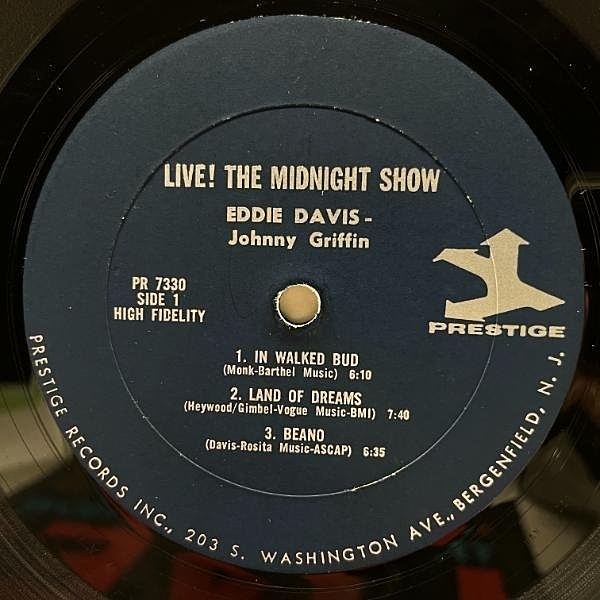 LIVE! THE MIDNIGHT SHOW
EDDIE DAVIS -
Johnny Griffin
PR 7330
SIDE 1
HIGH FIDELITY
PRESTIGE
1. IN WALKED BUD
(Monk-Barthel Music) 6:10
2. LAND OF DREAMS
(Heywood/Gimbel-Vogue Music-BMI) 7:40
3. BEANO
(Davis-Rosita Music-ASCAP) 6:35
PRESTIGE RECORDS INC., 203 S. WASHINGTON AVE., BERGENFIELD, N. J.